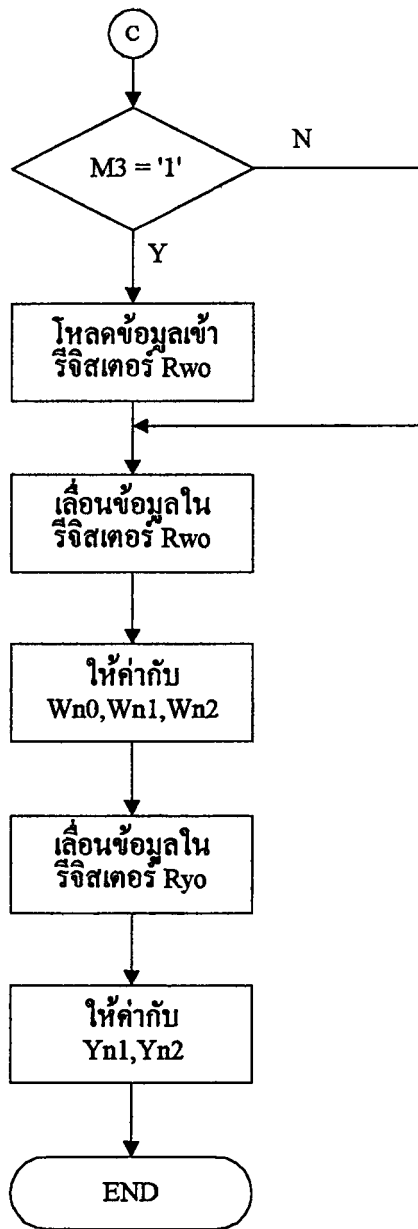 C
M3 = '1'
N
Y
โหลดข้อมูลเข้า
รีจิสเตอร์ Rwo
เลื่อนข้อมูลใน
รีจิสเตอร์ Rwo
ให้ค่ากับ
Wn0,Wn1,Wn2
เลื่อนข้อมูลใน
รีจิสเตอร์ Ryo
ให้ค่ากับ
Yn1,Yn2
END